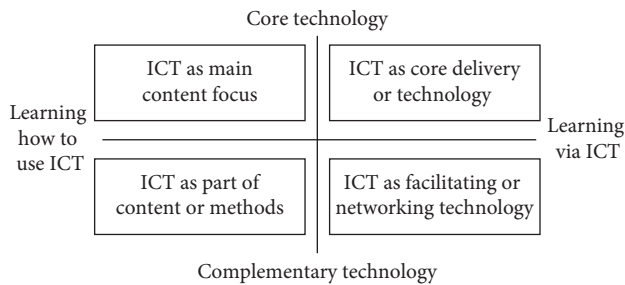 Core technology
ICT as main
content focus
ICT as core delivery
or technology
Learning
how to
use ICT
Learning
via ICT
ICT as part of
content or methods
ICT as facilitating or
networking technology
Complementary technology